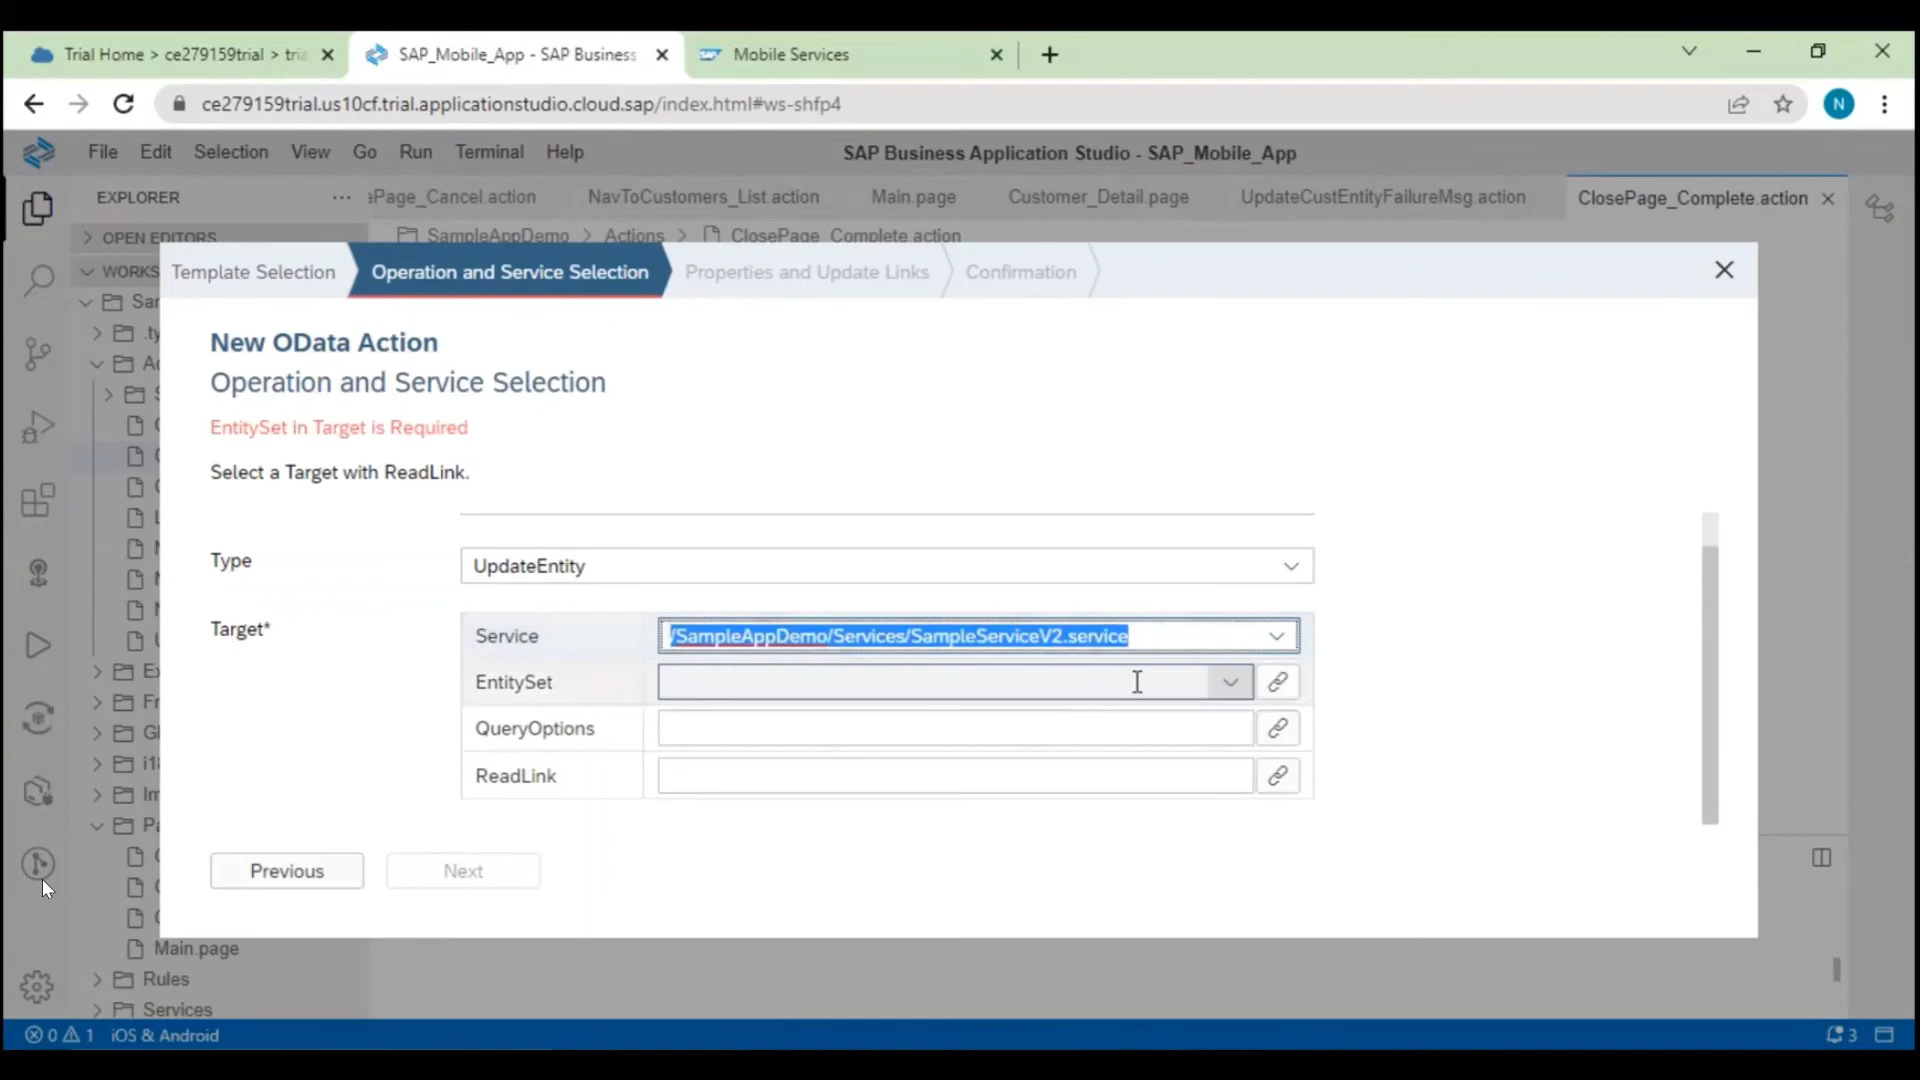 Trial Home > ce279159trial > tria
SAP_Mobile_App - SAP Business
Mobile Services
ce279159trial.us10cf.trial.applicationstudio.cloud.sap/index.html#ws-shfp4
N
File Edit Selection View Go Run Terminal Help
SAP Business Application Studio - SAP_Mobile_App
EXPLORER
ePage_Cancel.action
NavToCustomers_List.action
Main.page
Customer_Detail.page
UpdateCustEntityFailureMsg.action
ClosePage_Complete.action
OPEN EDITORS
SampleAppDemo > Actions > ClosePage_Complete.action
WORKS
Template Selection
Operation and Service Selection
Properties and Update Links
Confirmation
New OData Action
Operation and Service Selection
EntitySet in Target is Required
Select a Target with ReadLink.
Type
UpdateEntity
Target*
Service
/SampleAppDemo/Services/SampleServiceV2.service
EntitySet
QueryOptions
ReadLink
Previous
Next
Main.page
Rules
Services
0 1 iOS & Android
3